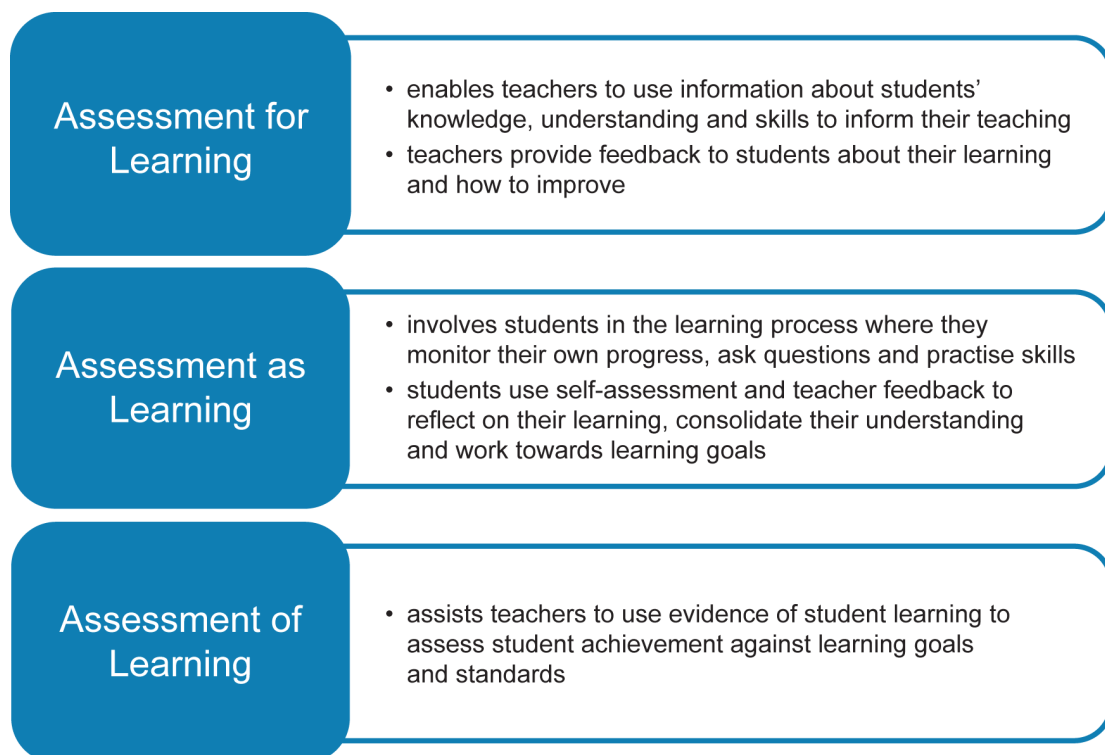 Assessment for
Learning
• enables teachers to use information about students’
knowledge, understanding and skills to inform their teaching
• teachers provide feedback to students about their learning
and how to improve
Assessment as
Learning
• involves students in the learning process where they
monitor their own progress, ask questions and practise skills
• students use self-assessment and teacher feedback to
reflect on their learning, consolidate their understanding
and work towards learning goals
Assessment of
Learning
• assists teachers to use evidence of student learning to
assess student achievement against learning goals
and standards